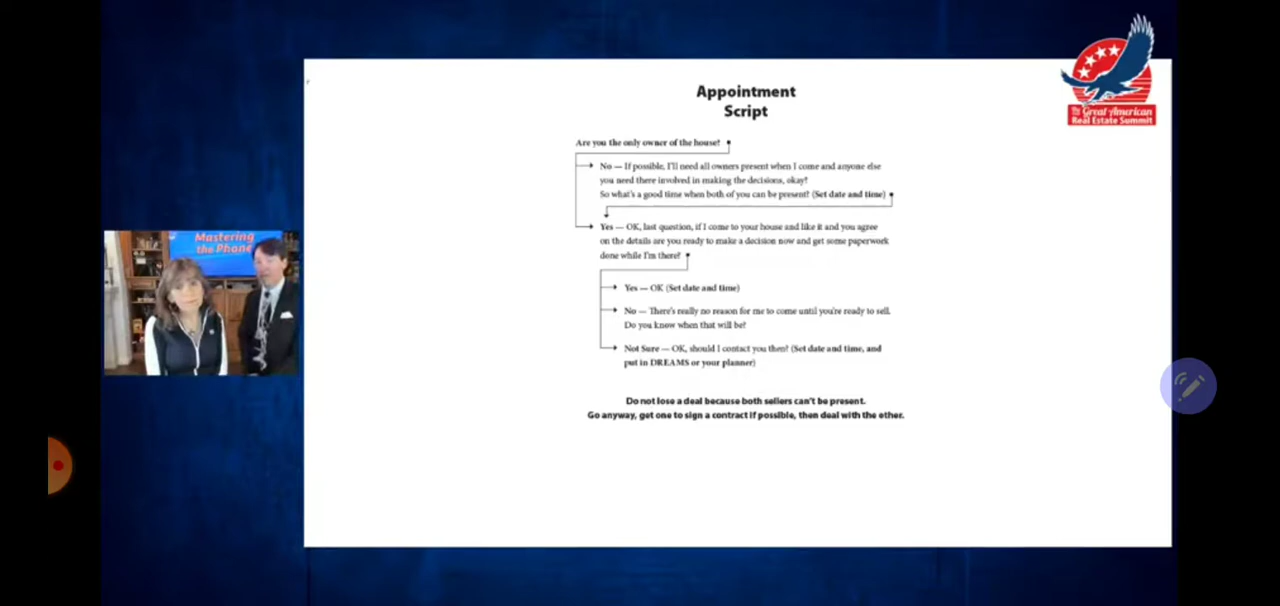 The Great American
Real Estate Summit
Appointment
Script
Are you the only owner of the house?
No — If possible, I'll need all owners present when I come and anyone else
you need there involved in making the decisions, okay?
So what's a good time when both of you can be present? (Set date and time)
Yes — OK, last question, if I come to your house and like it and you agree
on the details are you ready to make a decision now and get some paperwork
done while I'm there?
Yes — OK (Set date and time)
No — There's really no reason for me to come until you're ready to sell.
Do you know when that will be?
Not Sure — OK, should I contact you then? (Set date and time, and
put in DREAMS or your planner)
Do not lose a deal because both sellers can't be present.
Go anyway, get one to sign a contract if possible, then deal with the other.
Mastering
the Phone